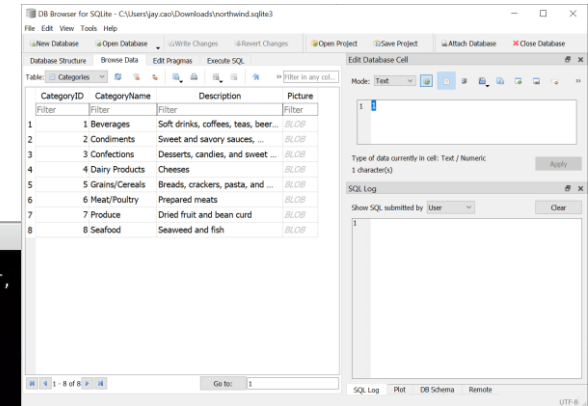 DB Browser for SQLite - C:\Users\jay.cao\Downloads\northwind.sqlite3
File Edit View Tools Help
New Database Open Database Write Changes Revert Changes Open Project Save Project Attach Database Close Database
Database Structure Browse Data Edit Pragmas Execute SQL
Table: Categories Filter in any col...
CategoryID CategoryName Description Picture
Filter Filter Filter Filter
1 1 Beverages Soft drinks, coffees, teas, beer... BLOB
2 2 Condiments Sweet and savory sauces, ... BLOB
3 3 Confections Desserts, candies, and sweet ... BLOB
4 4 Dairy Products Cheeses BLOB
5 5 Grains/Cereals Breads, crackers, pasta, and ... BLOB
6 6 Meat/Poultry Prepared meats BLOB
7 7 Produce Dried fruit and bean curd BLOB
8 8 Seafood Seaweed and fish BLOB
1 - 8 of 8 Go to: 1
Edit Database Cell
Mode: Text
1 1
Type of data currently in cell: Text / Numeric
1 character(s) Apply
SQL Log
Show SQL submitted by User Clear
1
SQL Log Plot DB Schema Remote
UTF-8
,